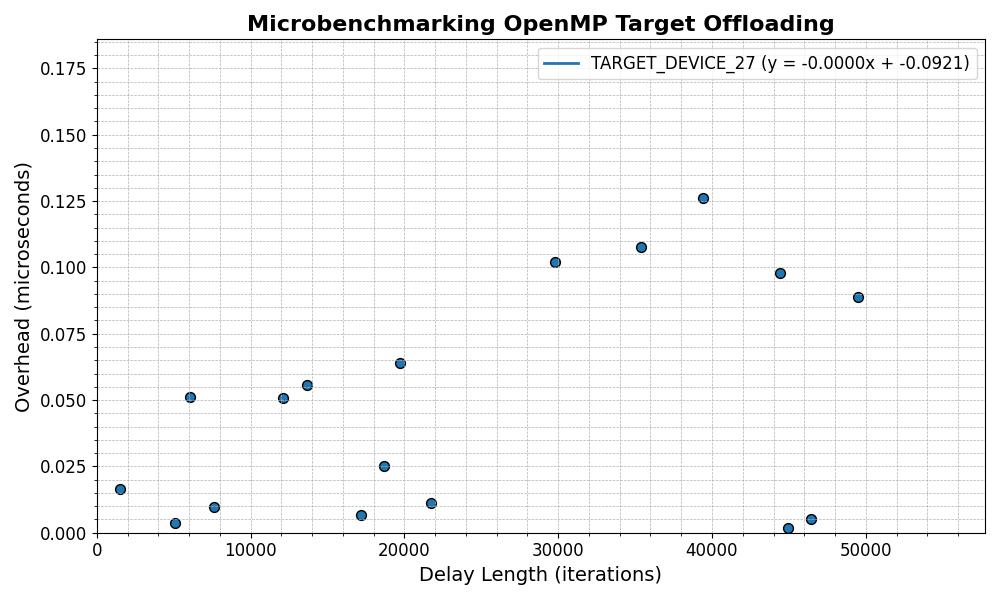 Microbenchmarking OpenMP Target Offloading
TARGET_DEVICE_27 (y = -0.0000x + -0.0921)
Overhead (microseconds)
0.175
0.150
0.125
0.100
0.075
0.050
0.025
0.000
0 10000 20000 30000 40000 50000
Delay Length (iterations)